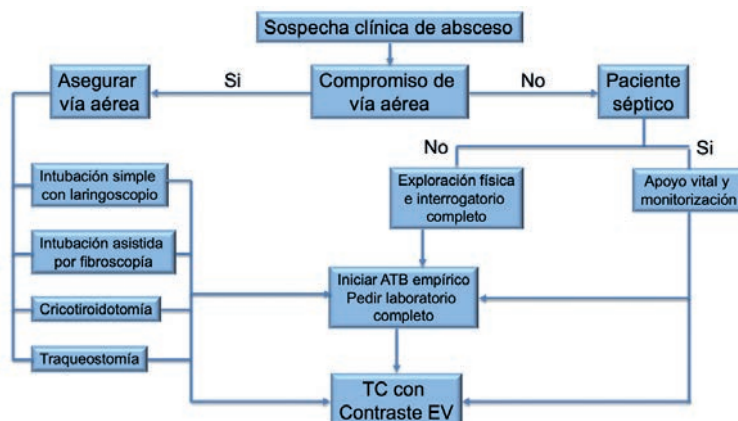 Sospecha clínica de absceso
Asegurar
vía aérea
Si
Compromiso de
vía aérea
No
Paciente
séptico
No
Si
Intubación simple
con laringoscopio
Exploración física
e interrogatorio
completo
Apoyo vital y
monitorización
Intubación asistida
por fibroscopía
Iniciar ATB empírico
Pedir laboratorio
completo
Cricotiroidotomía
Traqueostomía
TC con
Contraste EV